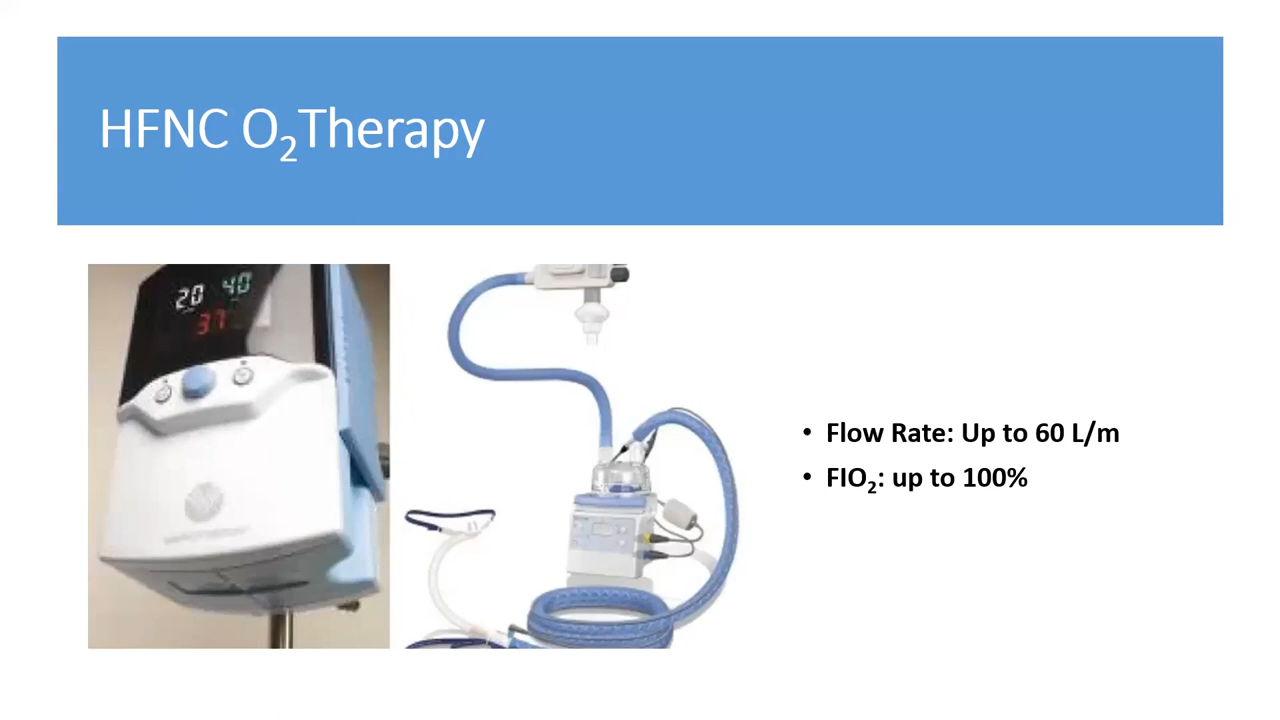 HFNC O₂Therapy
20 40
37
• Flow Rate: Up to 60 L/m
• FIO₂: up to 100%